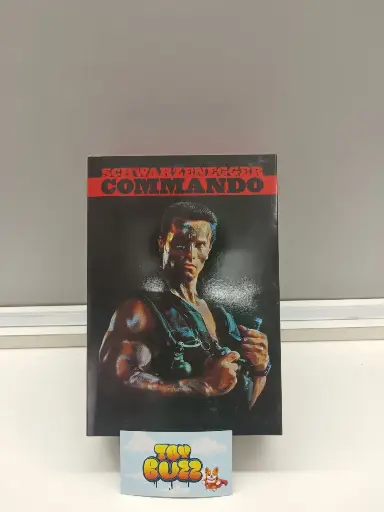 SCHWARZENEGGER
COMMANDO
TOY
BUZZ